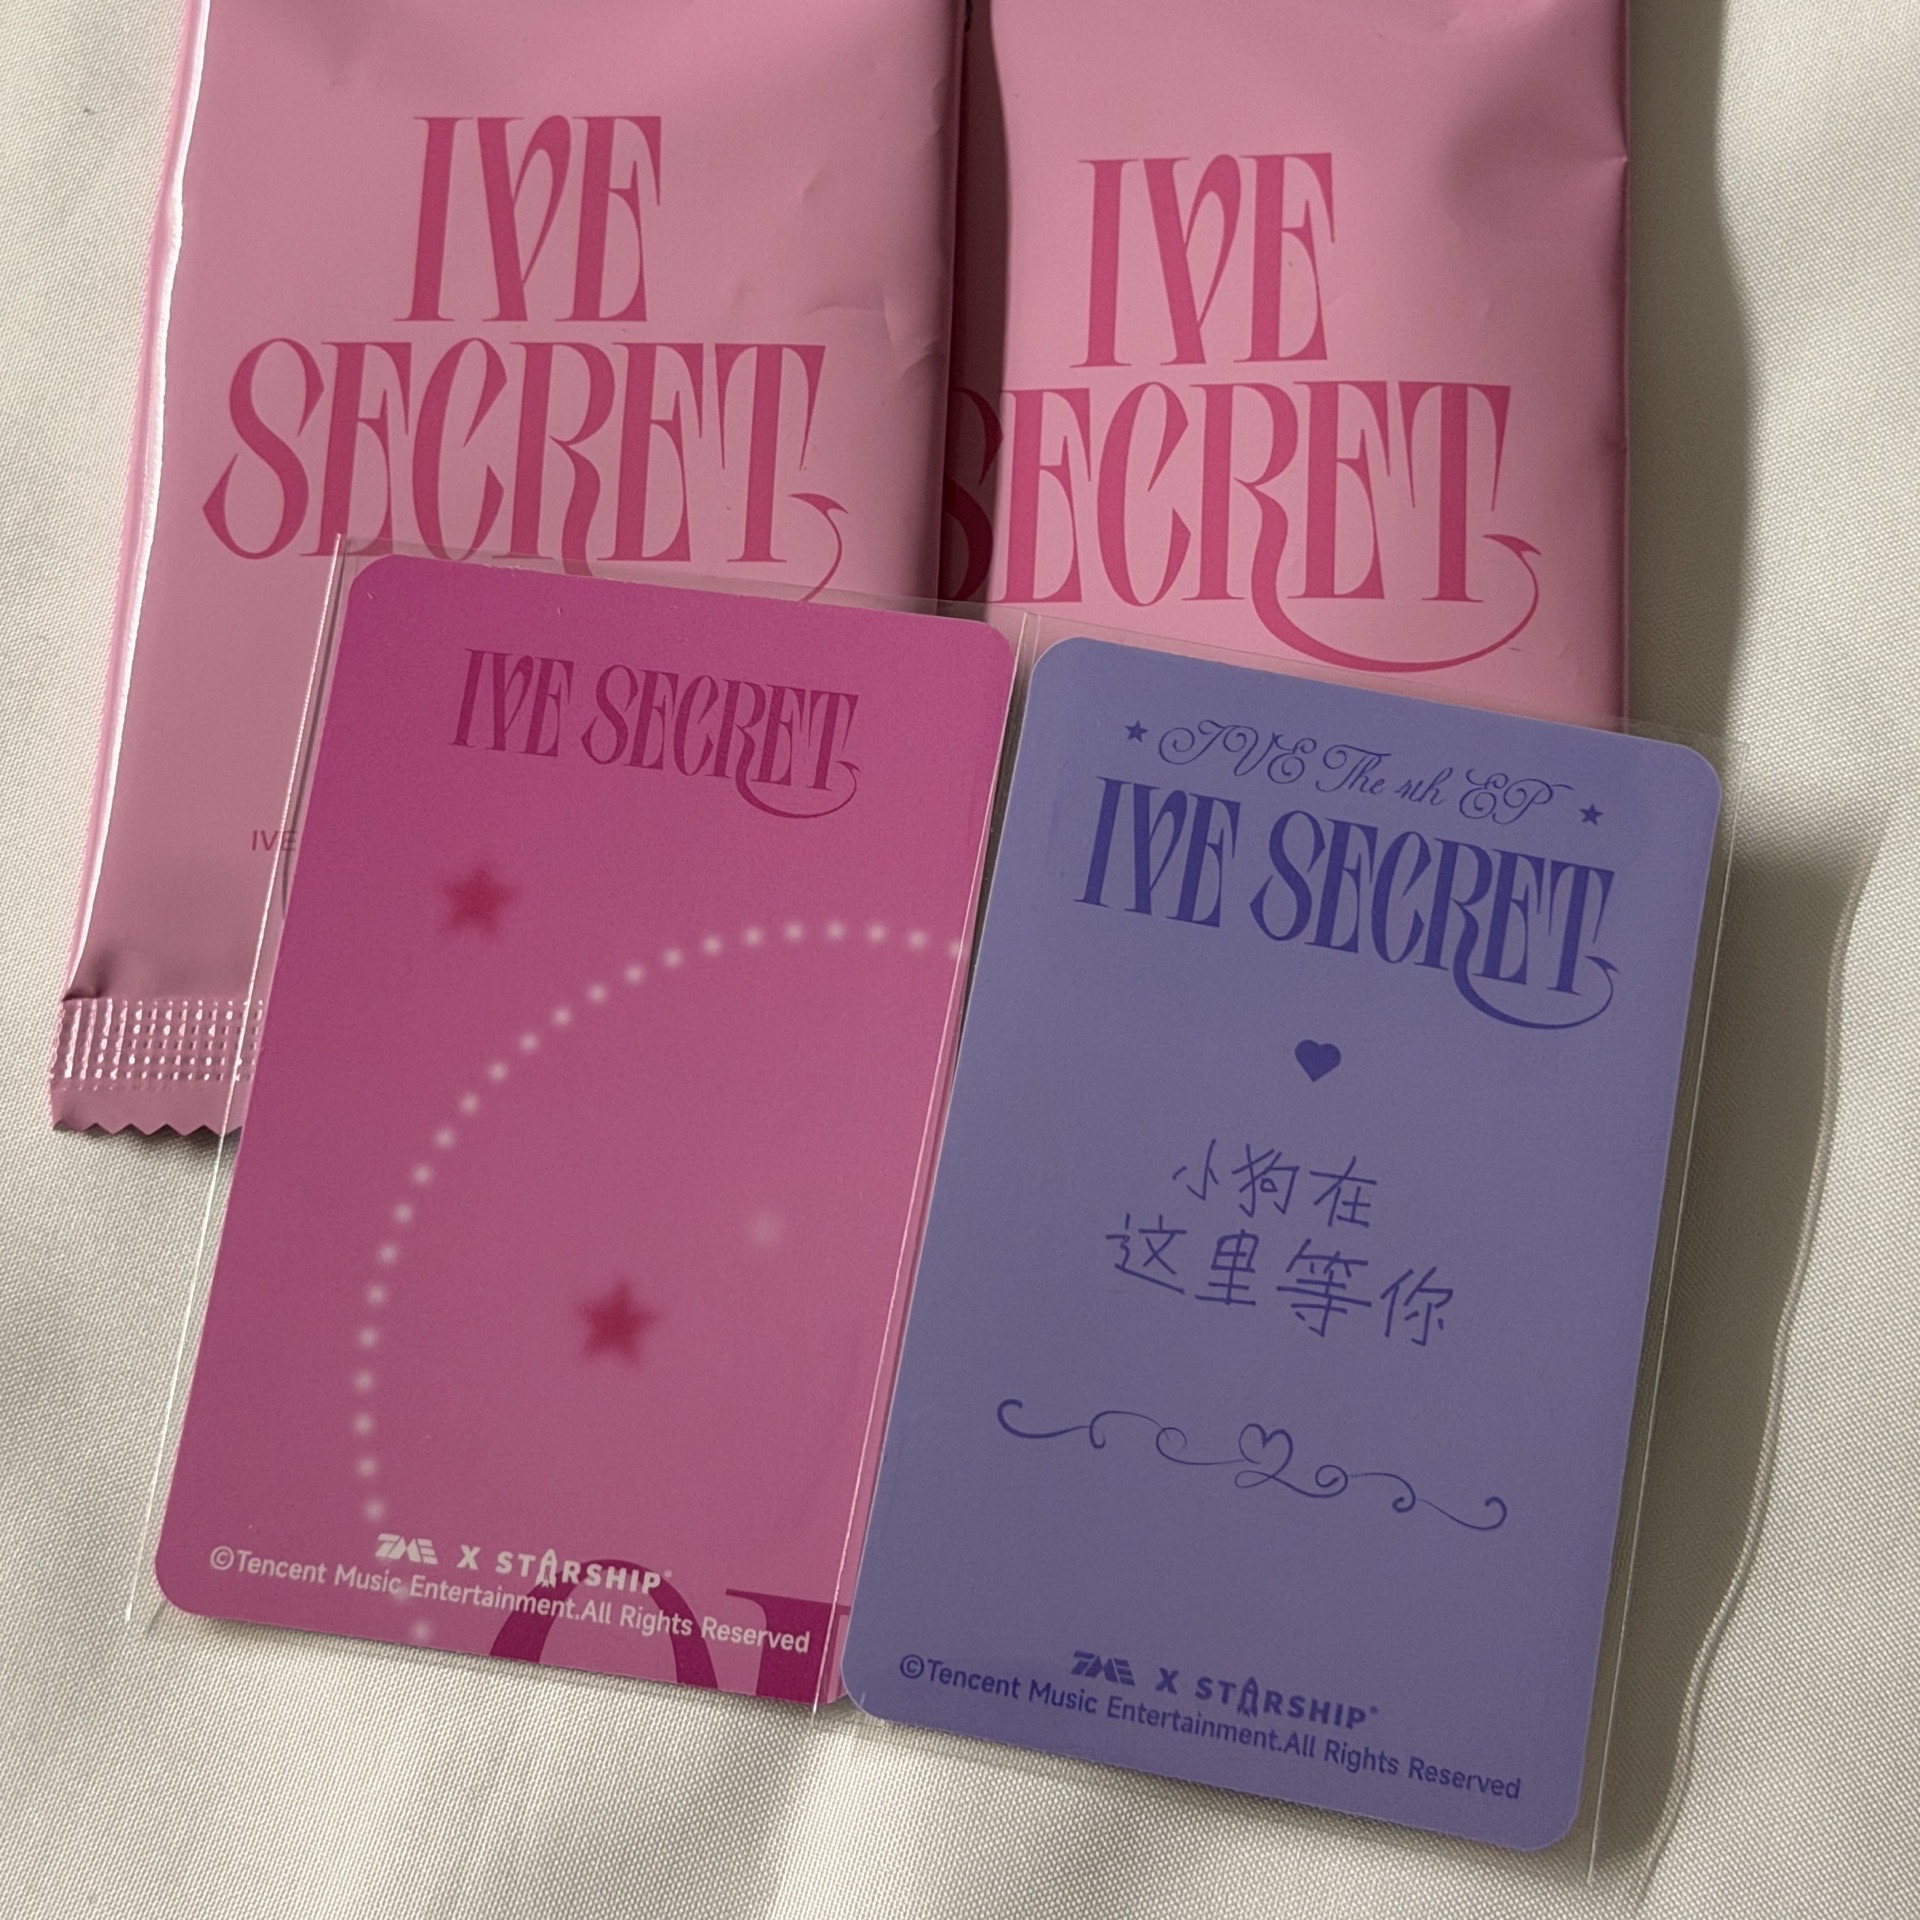 IVE
SECRET
IVE
SECRET
IVE
IVE SECRET
TME X STARSHIP
©Tencent Music Entertainment.All Rights Reserved
IVE The 4th EP
IVE SECRET
小狗在
这里等你
TME X STARSHIP
©Tencent Music Entertainment.All Rights Reserved